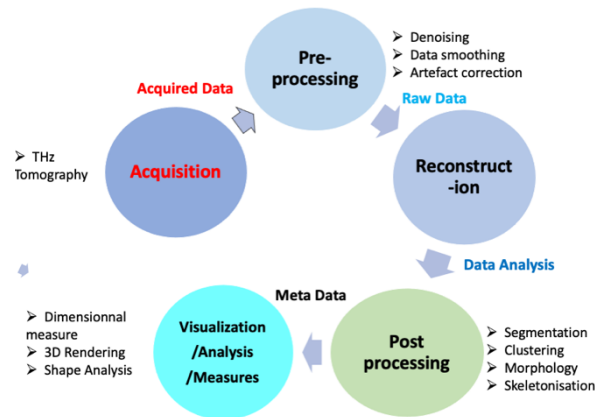 Pre-
processing
➤ Denoising
➤ Data smoothing
➤ Artefact correction
Acquired Data
Raw Data
➤ THz
Tomography
Acquisition
Reconstruct
-ion
Data Analysis
Meta Data
➤ Dimensionnal
measure
➤ 3D Rendering
➤ Shape Analysis
Visualization
/Analysis
/Measures
Post
processing
➤ Segmentation
➤ Clustering
➤ Morphology
➤ Skeletonisation